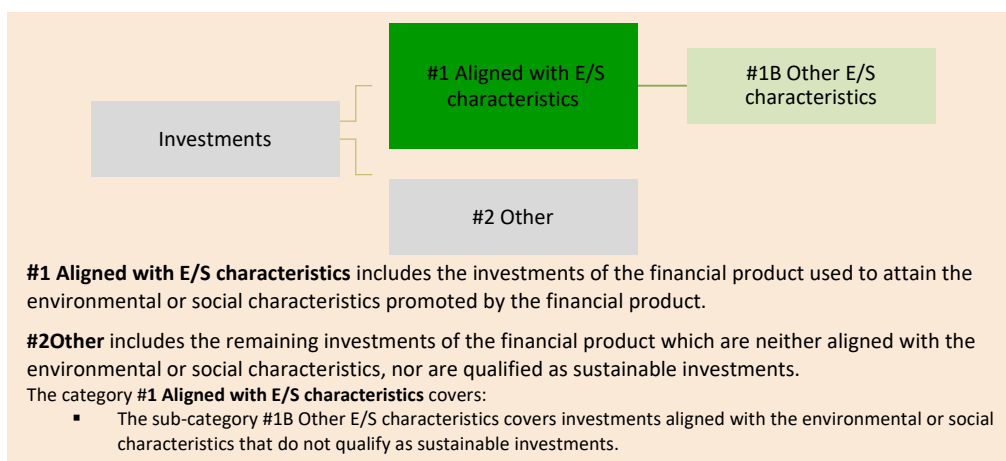 #1 Aligned with E/S
characteristics
#1B Other E/S
characteristics
Investments
#2 Other
#1 Aligned with E/S characteristics includes the investments of the financial product used to attain the
environmental or social characteristics promoted by the financial product.
#2Other includes the remaining investments of the financial product which are neither aligned with the
environmental or social characteristics, nor are qualified as sustainable investments.
The category #1 Aligned with E/S characteristics covers:
▪ The sub-category #1B Other E/S characteristics covers investments aligned with the environmental or social
characteristics that do not qualify as sustainable investments.